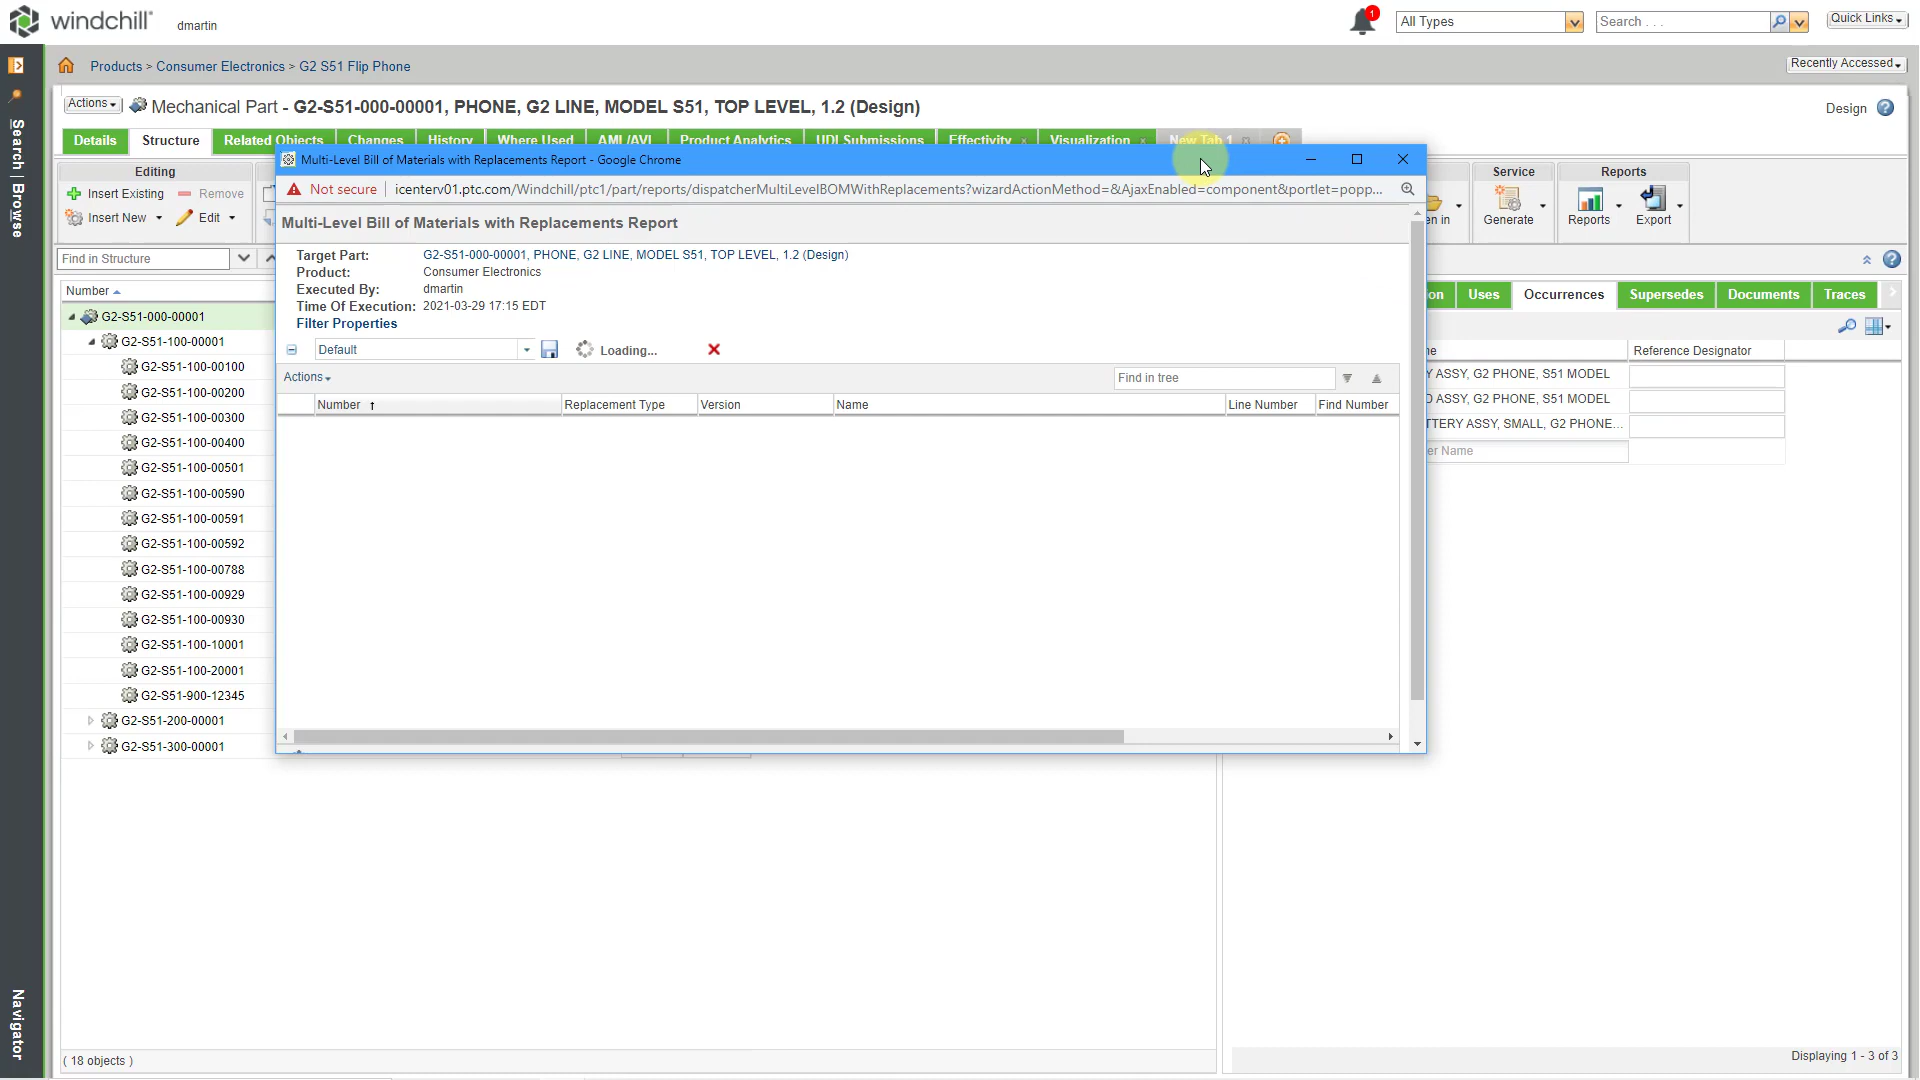 windchill
dmartin
1
All Types
Search . . .
Quick Links
Products > Consumer Electronics > G2 S51 Flip Phone
Recently Accessed
Actions
Mechanical Part - G2-S51-000-00001, PHONE, G2 LINE, MODEL S51, TOP LEVEL, 1.2 (Design)
Design
Details
Structure
Related Objects
Changes
History
Where Used
AML/AVL
Product Analytics
UDI Submissions
Effectivity
Visualization
New Tab 1
Search | Browse
Navigator
Editing
Insert Existing
Remove
Insert New
Edit
Service
Generate
Reports
Reports
Export
Find in Structure
Number
G2-S51-000-00001
G2-S51-100-00001
G2-S51-100-00100
G2-S51-100-00200
G2-S51-100-00300
G2-S51-100-00400
G2-S51-100-00501
G2-S51-100-00590
G2-S51-100-00591
G2-S51-100-00592
G2-S51-100-00788
G2-S51-100-00929
G2-S51-100-00930
G2-S51-100-10001
G2-S51-100-20001
G2-S51-900-12345
G2-S51-200-00001
G2-S51-300-00001
( 18 objects )
Multi-Level Bill of Materials with Replacements Report - Google Chrome
Not secure
icenterv01.ptc.com/Windchill/ptc1/part/reports/dispatcherMultiLevelBOMWithReplacements?wizardActionMethod=&AjaxEnabled=component&portlet=popp...
Multi-Level Bill of Materials with Replacements Report
Target Part: G2-S51-000-00001, PHONE, G2 LINE, MODEL S51, TOP LEVEL, 1.2 (Design)
Product: Consumer Electronics
Executed By: dmartin
Time Of Execution: 2021-03-29 17:15 EDT
Filter Properties
Default
Loading...
Actions
Find in tree
Number
Replacement Type
Version
Name
Line Number
Find Number
Uses
Occurrences
Supersedes
Documents
Traces
Reference Designator
ASSY, G2 PHONE, S51 MODEL
ASSY, G2 PHONE, S51 MODEL
TTERY ASSY, SMALL, G2 PHONE...
Name
Displaying 1 - 3 of 3